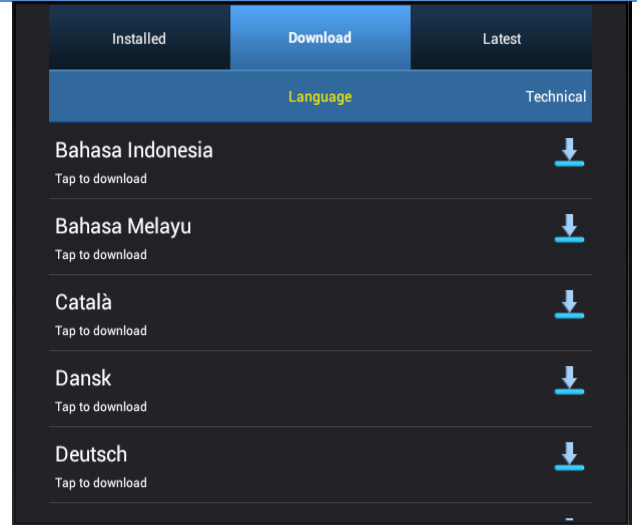 Installed Download Latest
Language Technical
Bahasa Indonesia
Tap to download
Bahasa Melayu
Tap to download
Català
Tap to download
Dansk
Tap to download
Deutsch
Tap to download